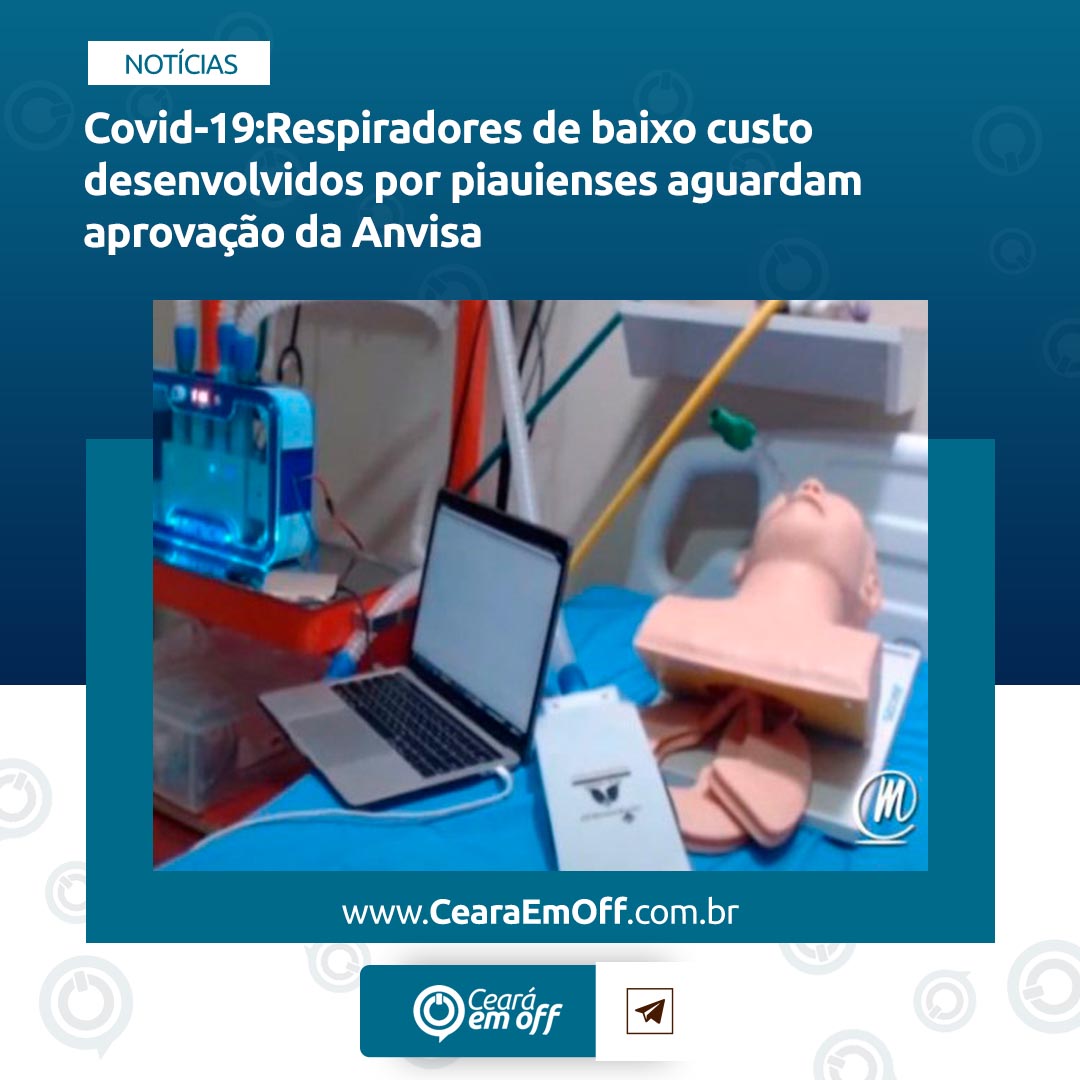 NOTÍCIAS
Covid-19:Respiradores de baixo custo
desenvolvidos por piauienses aguardam
aprovação da Anvisa
M
www.CearaEmOff.com.br
Ceará
em off